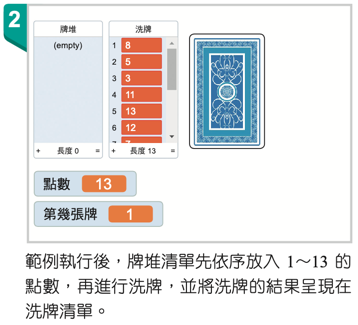 2
牌堆
(empty)
+ 長度 0 =
洗牌
1 8
2 5
3 3
4 11
5 13
6 12
+ 長度 13 =
點數 13
第幾張牌 1
範例執行後，牌堆清單先依序放入 1～13 的
點數，再進行洗牌，並將洗牌的結果呈現在
洗牌清單。